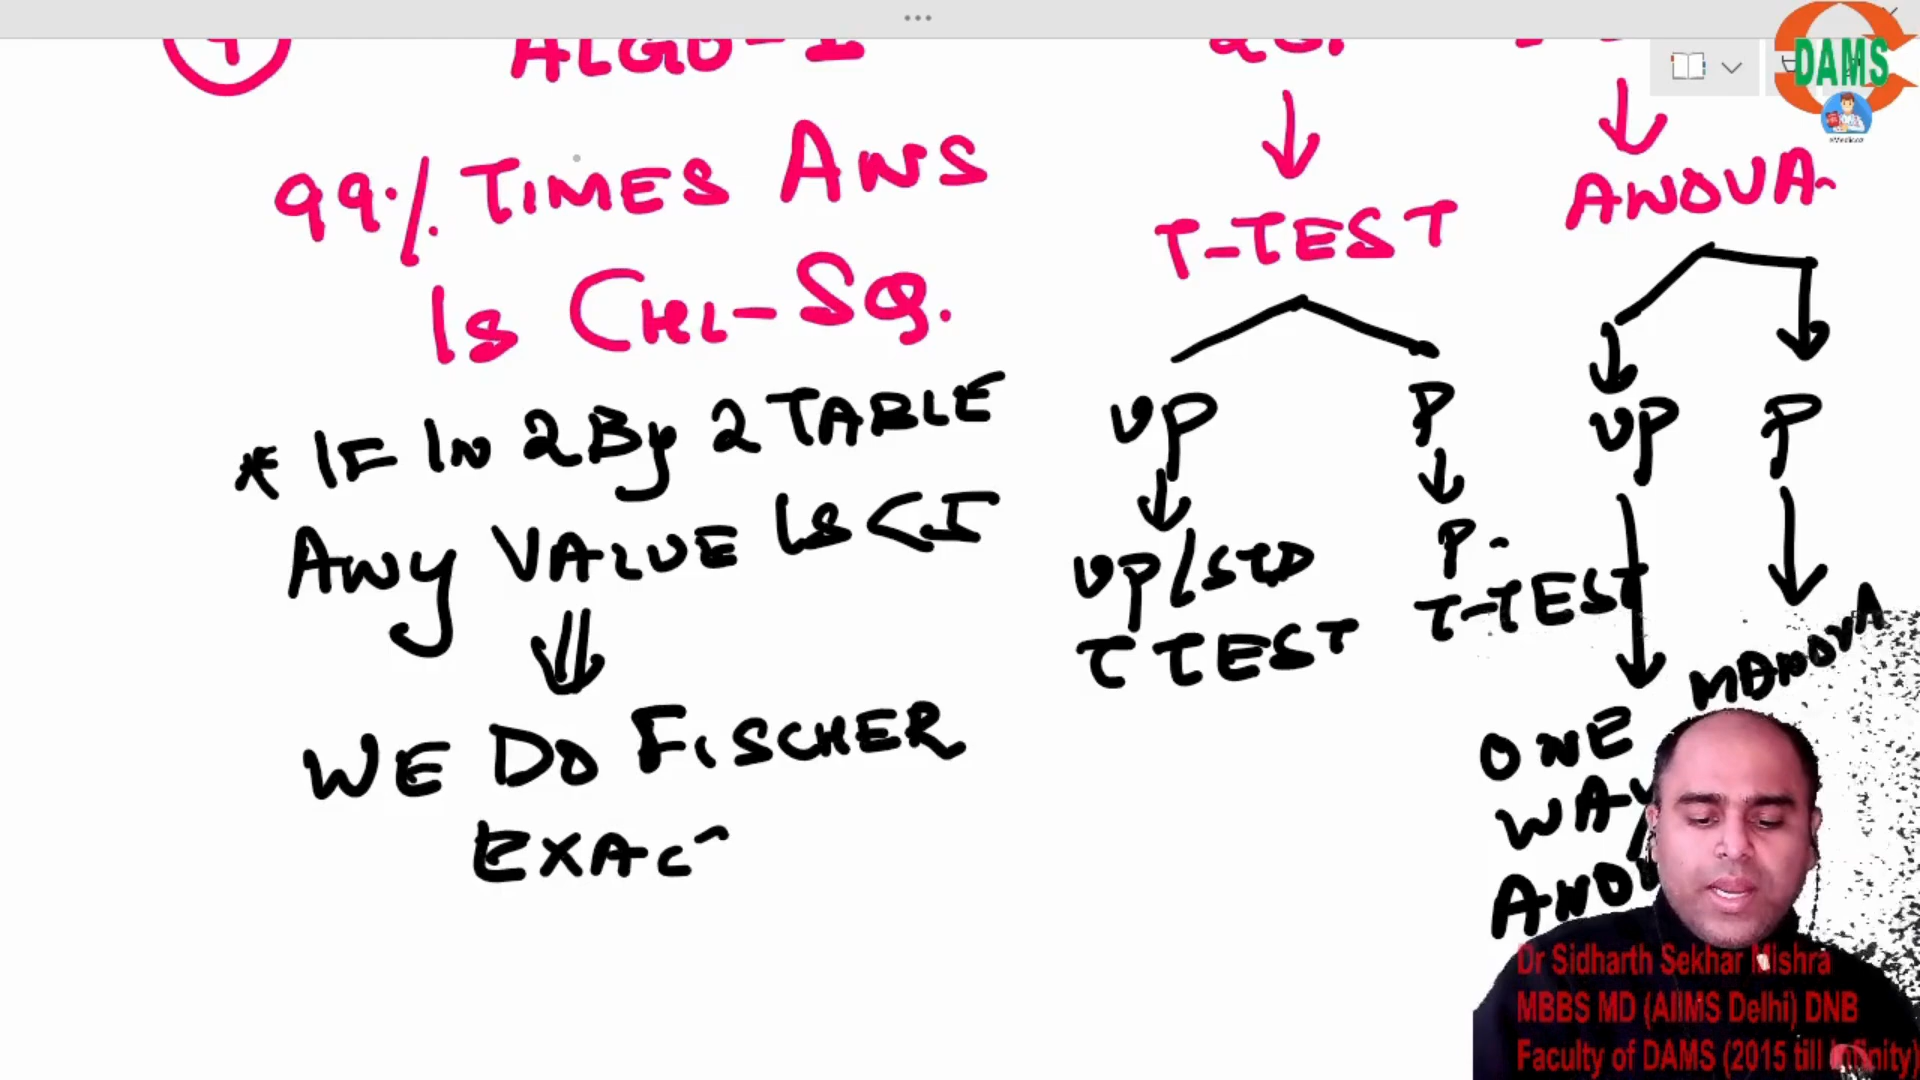 ALGO-I
99% TIMES ANS
IS CHI-SQ.
* IF IN 2 BY 2 TABLE
ANY VALUE IS < I
WE DO FISCHER
EXAC
T-TEST
UP
P
UP/STD
T TEST
P-
T-TEST
ANOVA
UP
P
MANOVA
ONE
WAY
ANO
DAMS
Dr Sidharth Sekhar Mishra
MBBS MD (AIIMS Delhi) DNB
Faculty of DAMS (2015 till Infinity)